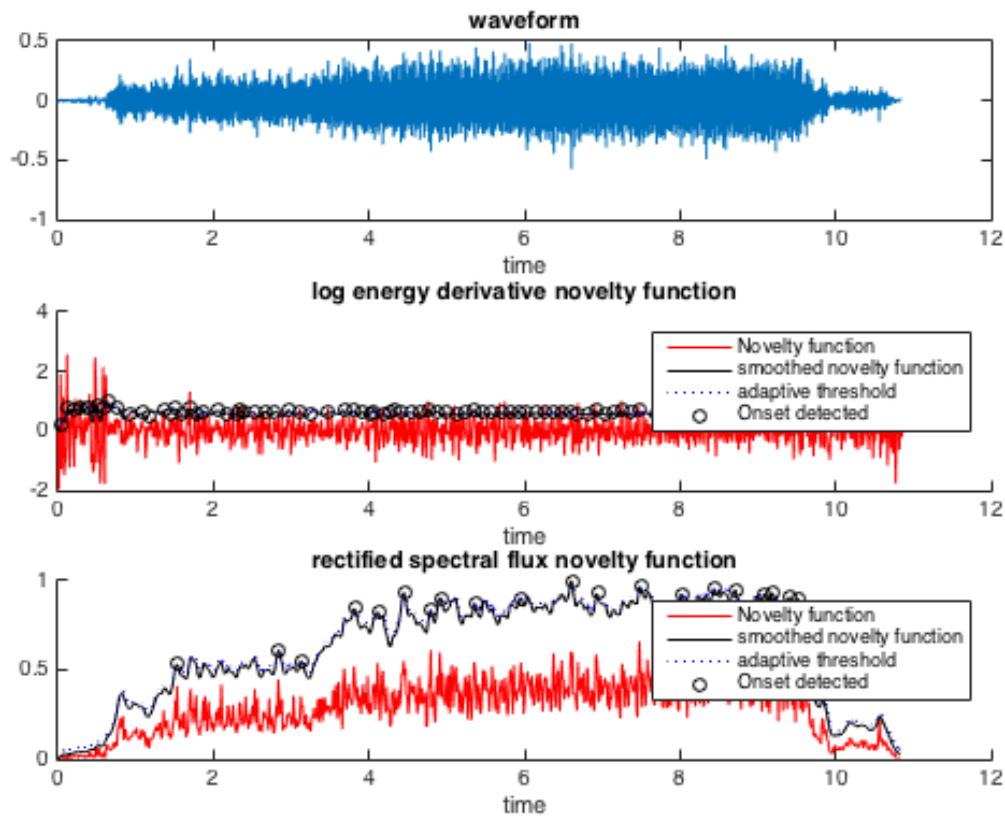 waveform
0.5
0
-0.5
-1
0 2 4 6 8 10 12
time
log energy derivative novelty function
4
2
0
-2
Novelty function
smoothed novelty function
adaptive threshold
Onset detected
0 2 4 6 8 10 12
time
rectified spectral flux novelty function
1
0.5
0
Novelty function
smoothed novelty function
adaptive threshold
Onset detected
0 2 4 6 8 10 12
time